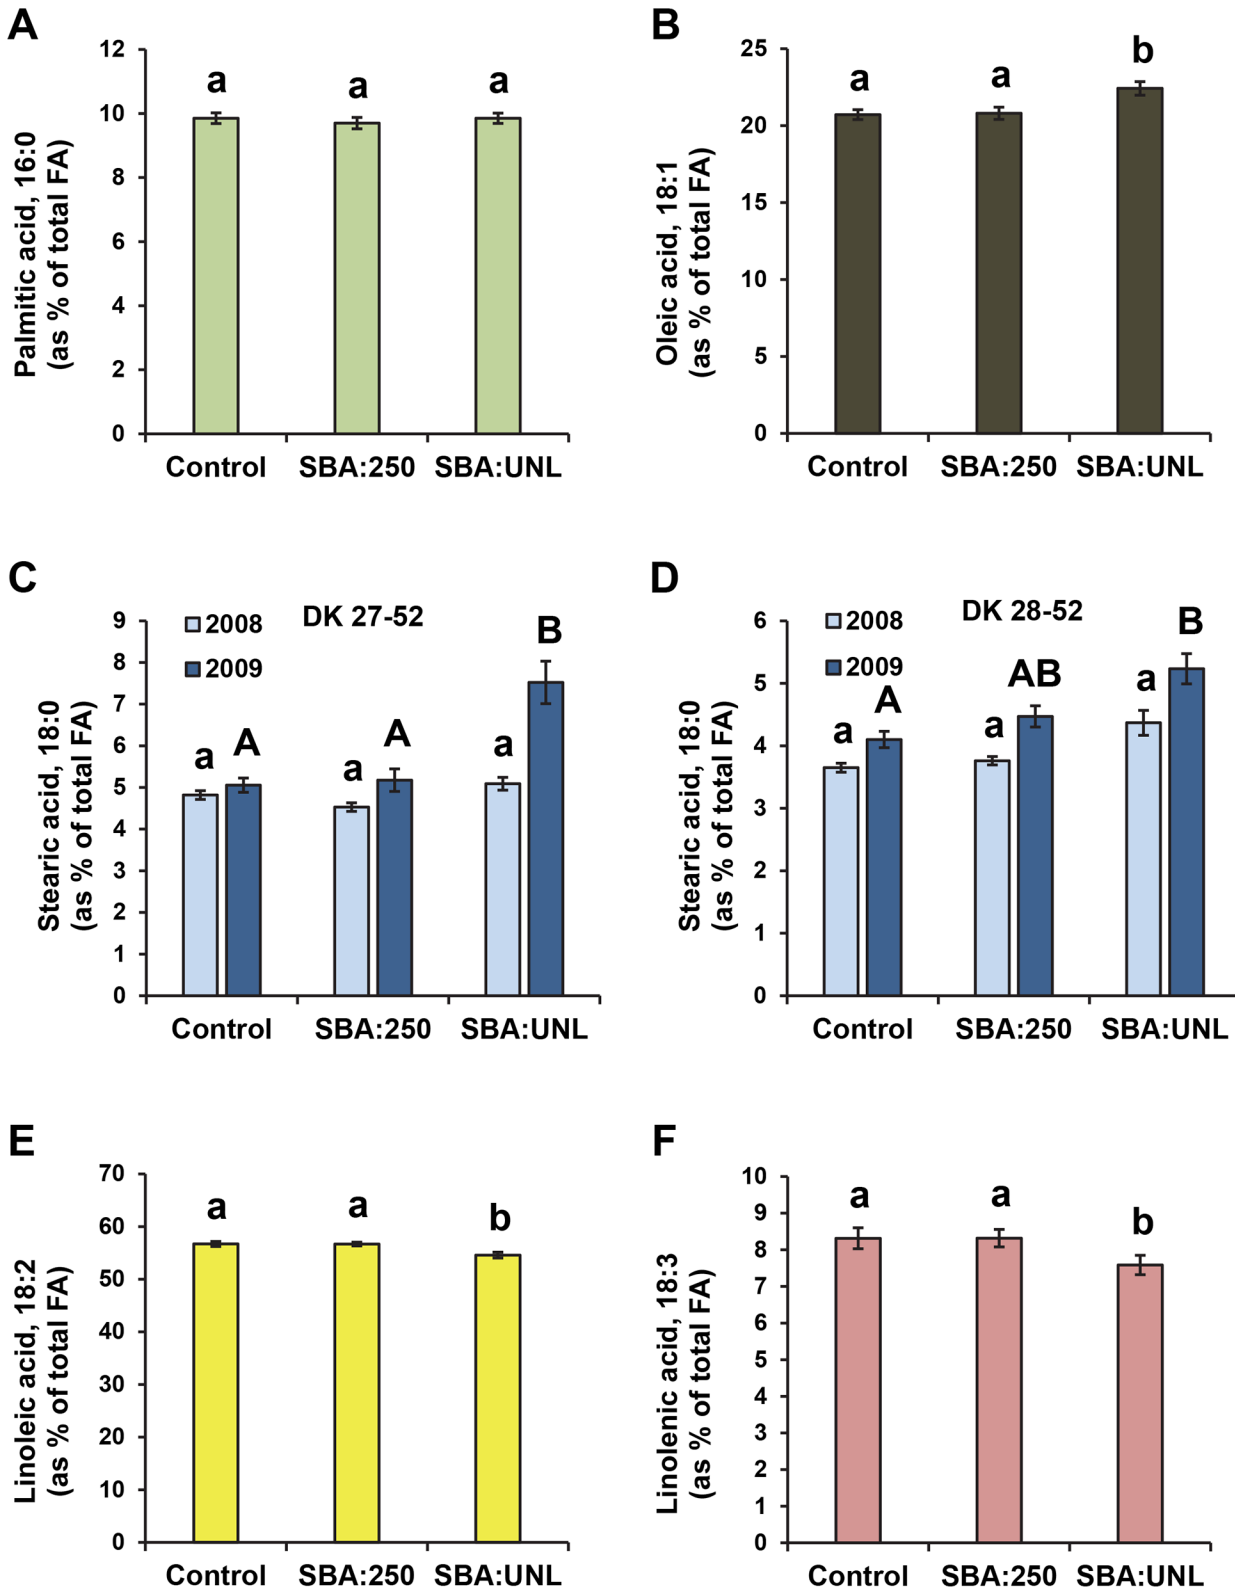 A
Palmitic acid, 16:0
(as % of total FA)
12
10
8
6
4
2
0
a
a
a
Control
SBA:250
SBA:UNL
B
Oleic acid, 18:1
(as % of total FA)
25
20
15
10
5
0
a
a
b
Control
SBA:250
SBA:UNL
C
DK 27-52
2008
2009
Stearic acid, 18:0
(as % of total FA)
9
8
7
6
5
4
3
2
1
0
a
A
a
A
a
B
Control
SBA:250
SBA:UNL
D
DK 28-52
2008
2009
Stearic acid, 18:0
(as % of total FA)
6
5
4
3
2
1
0
a
A
a
AB
a
B
Control
SBA:250
SBA:UNL
E
Linoleic acid, 18:2
(as % of total FA)
70
60
50
40
30
20
10
0
a
a
b
Control
SBA:250
SBA:UNL
F
Linolenic acid, 18:3
(as % of total FA)
10
9
8
7
6
5
4
3
2
1
0
a
a
b
Control
SBA:250
SBA:UNL